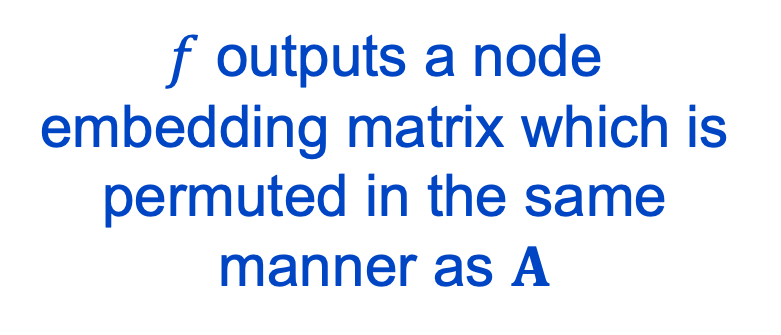 f outputs a node
embedding matrix which is
permuted in the same
manner as A